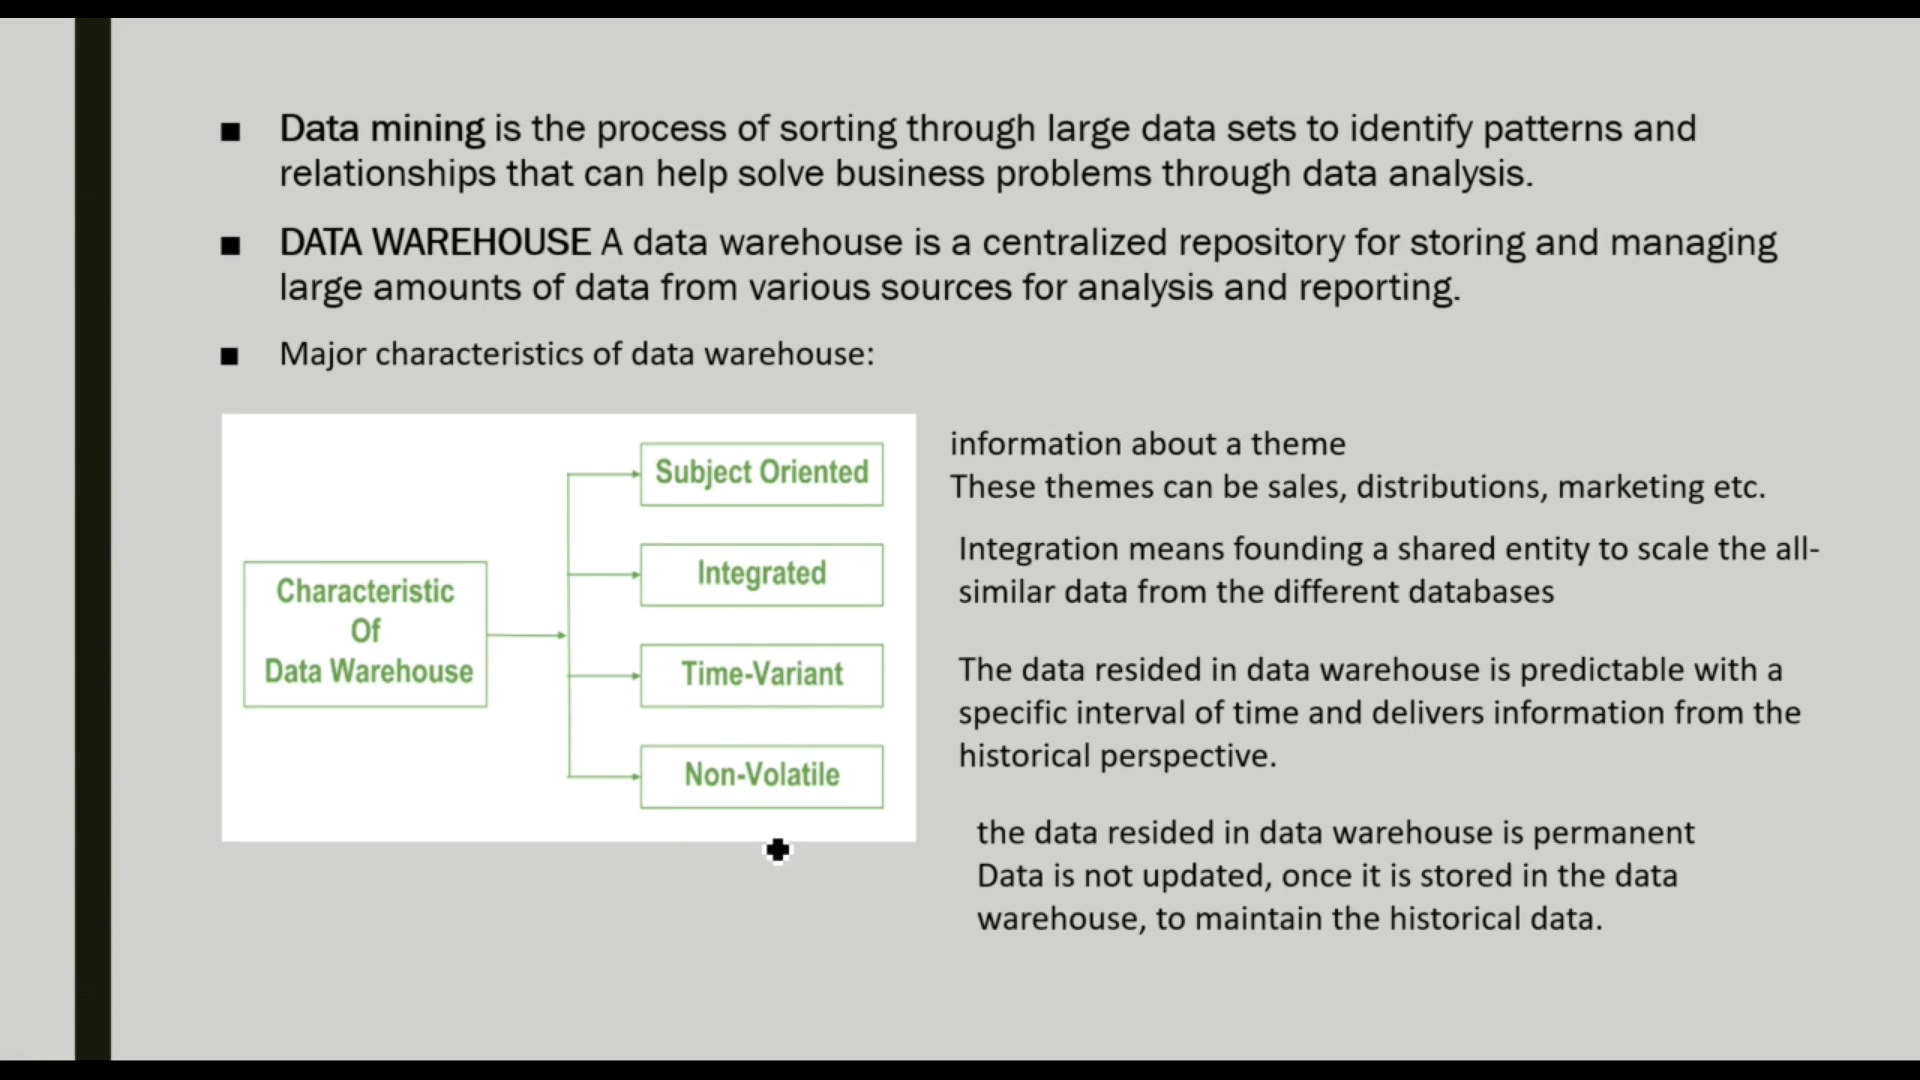 Data mining is the process of sorting through large data sets to identify patterns and
relationships that can help solve business problems through data analysis.
DATA WAREHOUSE A data warehouse is a centralized repository for storing and managing
large amounts of data from various sources for analysis and reporting.
Major characteristics of data warehouse:
Characteristic
Of
Data Warehouse
Subject Oriented
Integrated
Time-Variant
Non-Volatile
information about a theme
These themes can be sales, distributions, marketing etc.
Integration means founding a shared entity to scale the all-
similar data from the different databases
The data resided in data warehouse is predictable with a
specific interval of time and delivers information from the
historical perspective.
the data resided in data warehouse is permanent
Data is not updated, once it is stored in the data
warehouse, to maintain the historical data.